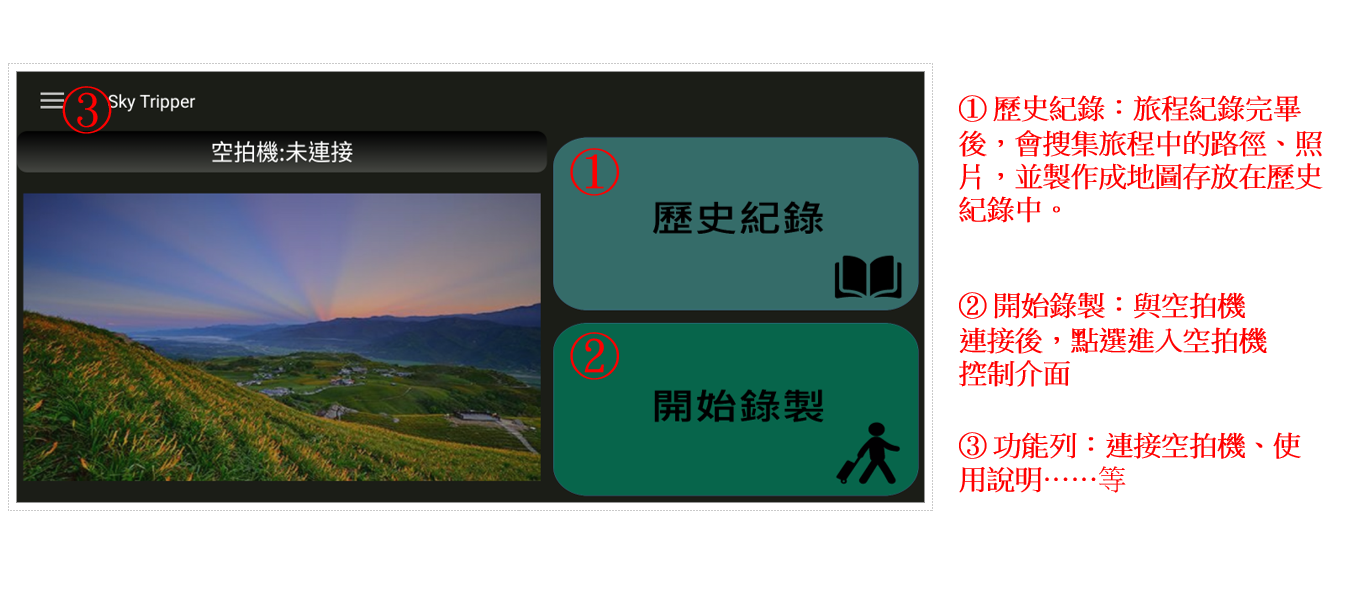 ③ Sky Tripper
空拍機:未連接
①
歷史紀錄
②
開始錄製
① 歷史紀錄：旅程紀錄完畢
後，會搜集旅程中的路徑、照
片，並製作成地圖存放在歷史
紀錄中。
② 開始錄製：與空拍機
連接後，點選進入空拍機
控制介面
③ 功能列：連接空拍機、使
用說明……等